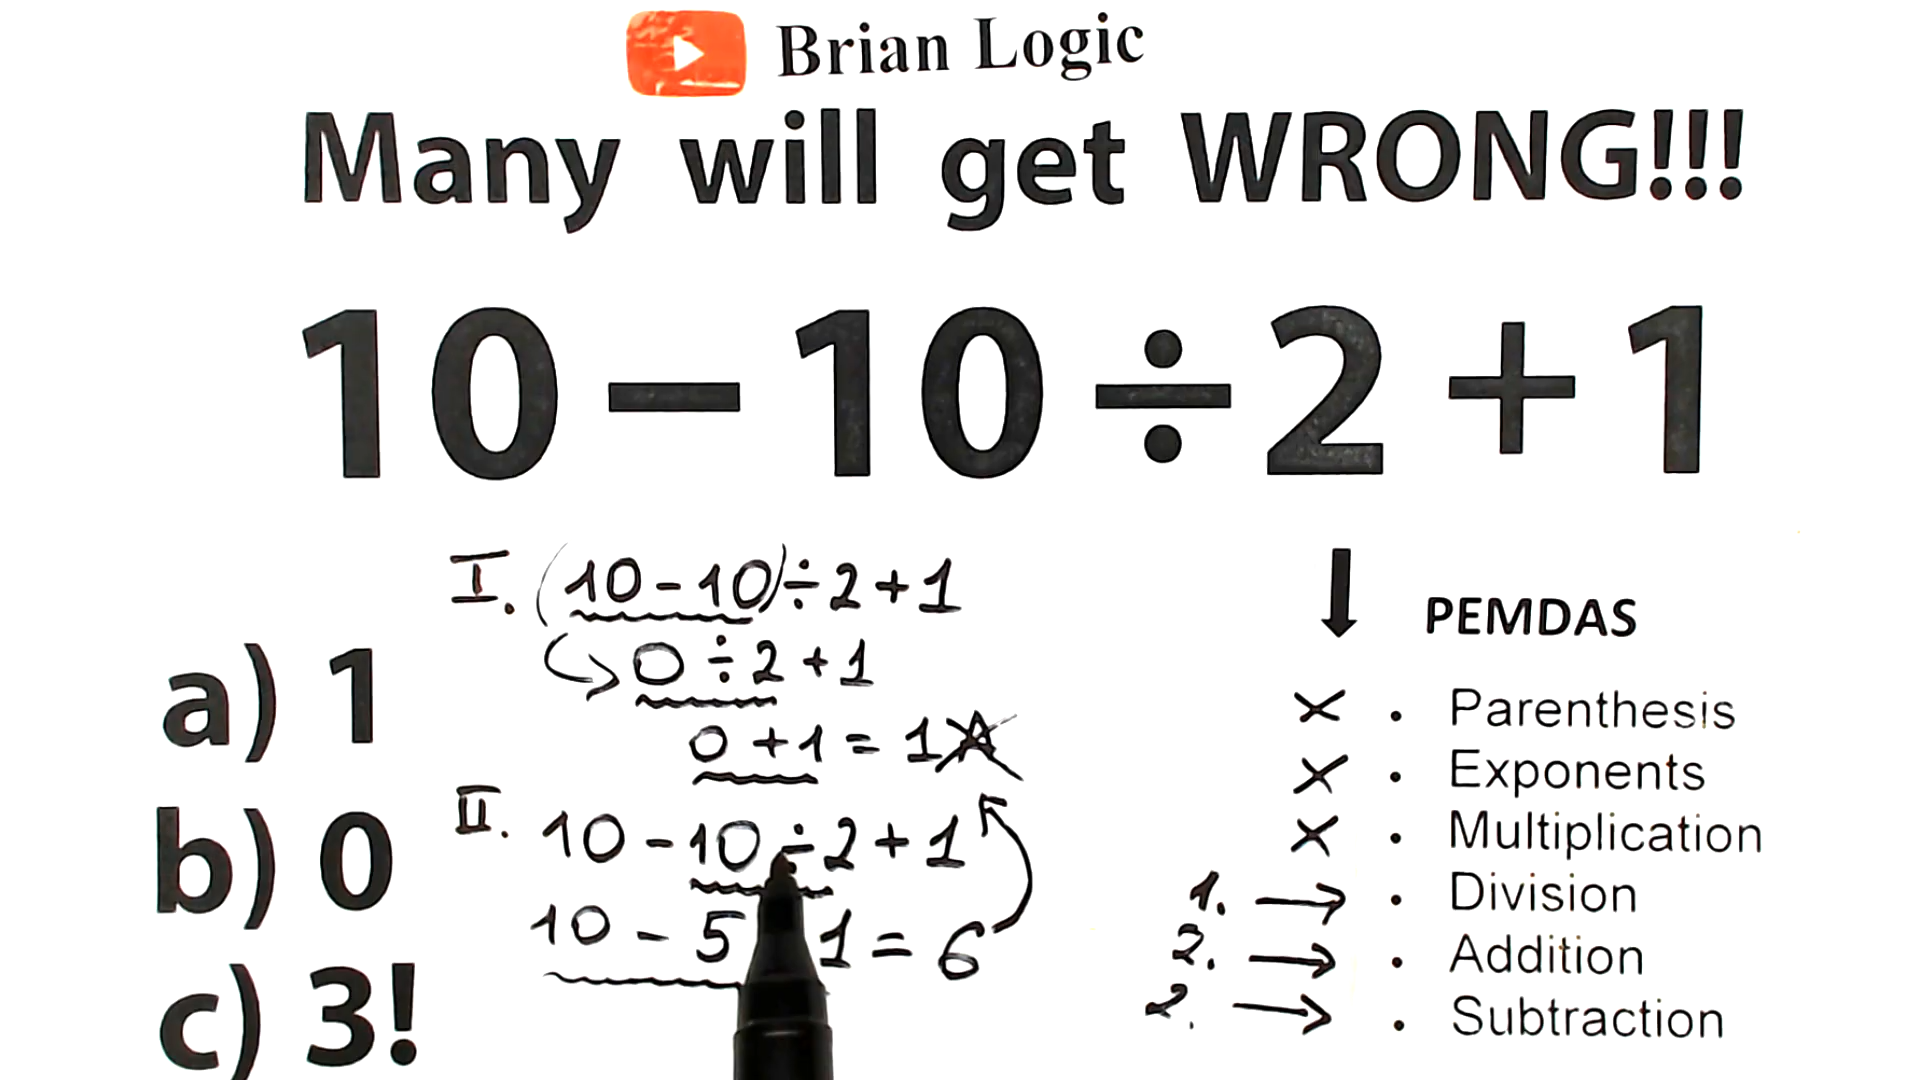 Brian Logic
Many will get WRONG!!!
10 − 10 ÷ 2 + 1
I. (10 - 10) ÷ 2 + 1
0 ÷ 2 + 1
0 + 1 = 1
II. 10 - 10 ÷ 2 + 1
10 - 5 1 = 6
a) 1
b) 0
c) 3!
PEMDAS
× • Parenthesis
× • Exponents
× • Multiplication
1. → • Division
2. → • Addition
2. → • Subtraction